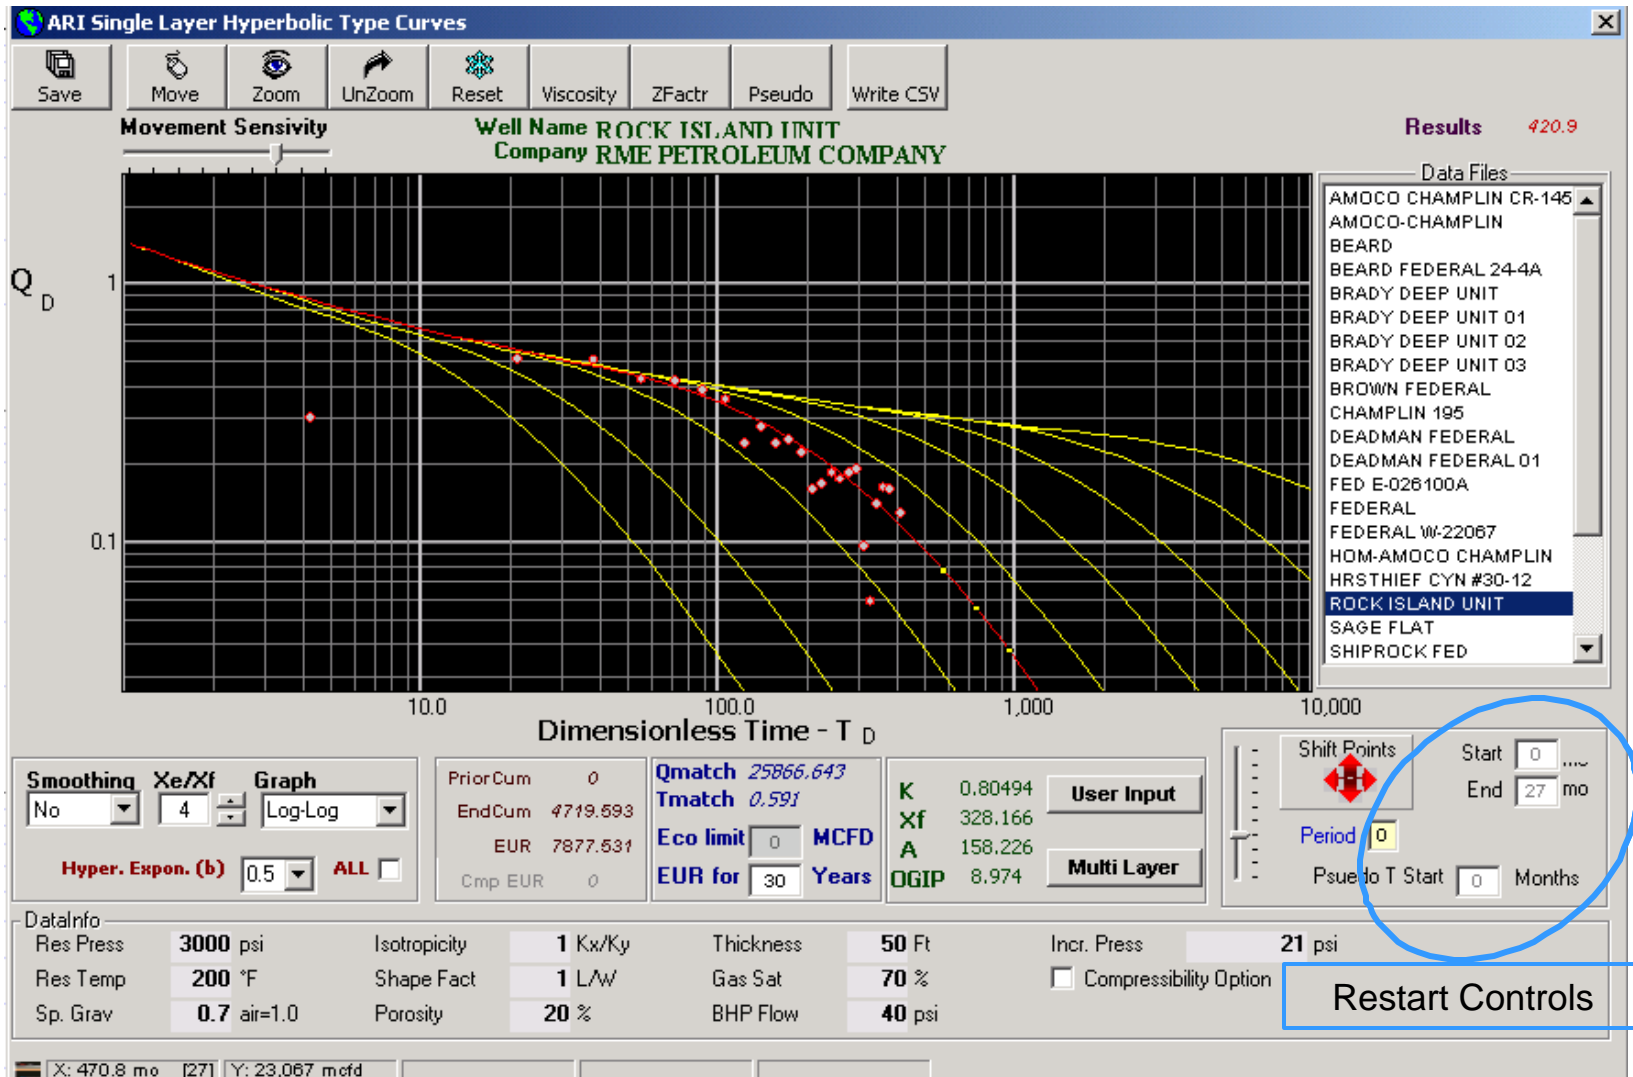 ARI Single Layer Hyperbolic Type Curves
Save Move Zoom UnZoom Reset Viscosity ZFactr Pseudo Write CSV
Movement Sensivity
Well Name ROCK ISLAND UNIT
Company RME PETROLEUM COMPANY
Results 420.9
Data Files
AMOCO CHAMPLIN CR-145
AMOCO-CHAMPLIN
BEARD
BEARD FEDERAL 24-4A
BRADY DEEP UNIT
BRADY DEEP UNIT 01
BRADY DEEP UNIT 02
BRADY DEEP UNIT 03
BROWN FEDERAL
CHAMPLIN 195
DEADMAN FEDERAL
DEADMAN FEDERAL 01
FED E-026100A
FEDERAL
FEDERAL W-22067
HOM-AMOCO CHAMPLIN
HRSTHIEF CYN #30-12
ROCK ISLAND UNIT
SAGE FLAT
SHIPROCK FED
Q D
1
0.1
10.0 100.0 1,000 10,000
Dimensionless Time - T D
Smoothing Xe/Xf Graph
No 4 Log-Log
Hyper. Expon. (b) 0.5 ALL
PriorCum 0
EndCum 4719.593
EUR 7877.531
Cmp EUR 0
Qmatch 25866.643
Tmatch 0.591
Eco limit 0 MCFD
EUR for 30 Years
K 0.80494
Xf 328.166
A 158.226
OGIP 8.974
User Input
Multi Layer
Shift Points
Start 0
End 27 mo
Period 0
Psuedo T Start 0 Months
DataInfo
Res Press 3000 psi Isotropicity 1 Kx/Ky Thickness 50 Ft Incr. Press 21 psi
Res Temp 200 °F Shape Fact 1 L/W Gas Sat 70 % Compressibility Option
Sp. Grav 0.7 air=1.0 Porosity 20 % BHP Flow 40 psi
Restart Controls
X: 470.8 mo [27] Y: 23,067 mcfd